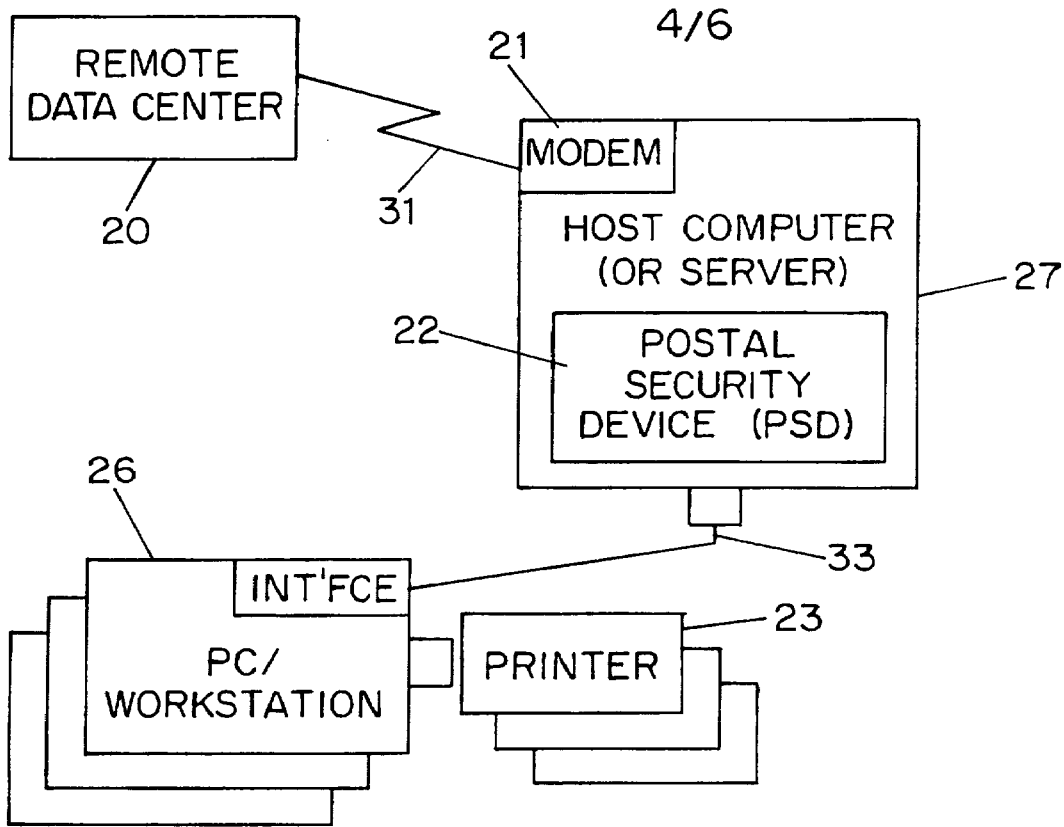 4/6
REMOTE
DATA CENTER
20
31
21
MODEM
HOST COMPUTER
(OR SERVER)
27
22
POSTAL
SECURITY
DEVICE (PSD)
33
26
INT'FCE
PC/
WORKSTATION
23
PRINTER